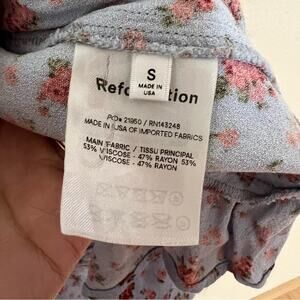 S
MADE IN
USA
Refo tion
PO# 21950 / RN143248
MADE IN USA OF IMPORTED FABRICS
MAIN FABRIC / TISSU PRINCIPAL
53% VISCOSE - 47% RAYON 53%
VISCOSE - 47% RAYON